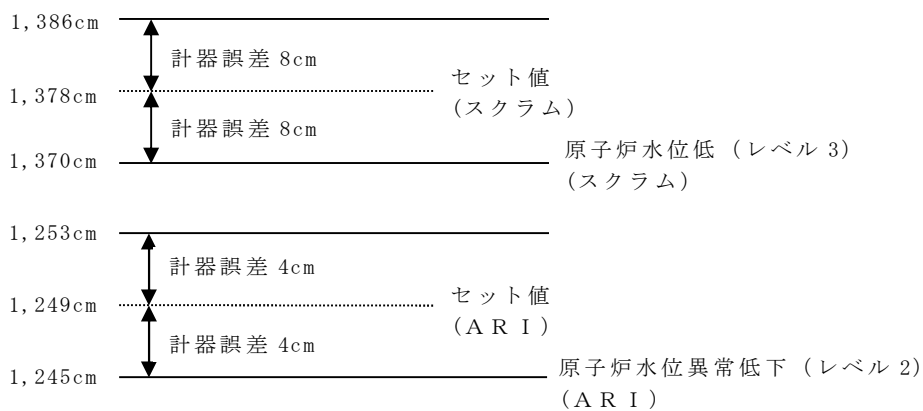 1,386cm
計器誤差 8cm
セット値
(スクラム)
1,378cm
計器誤差 8cm
1,370cm
原子炉水位低 (レベル 3)
(スクラム)
1,253cm
計器誤差 4cm
セット値
(ＡＲＩ)
1,249cm
計器誤差 4cm
1,245cm
原子炉水位異常低下 (レベル 2)
(ＡＲＩ)